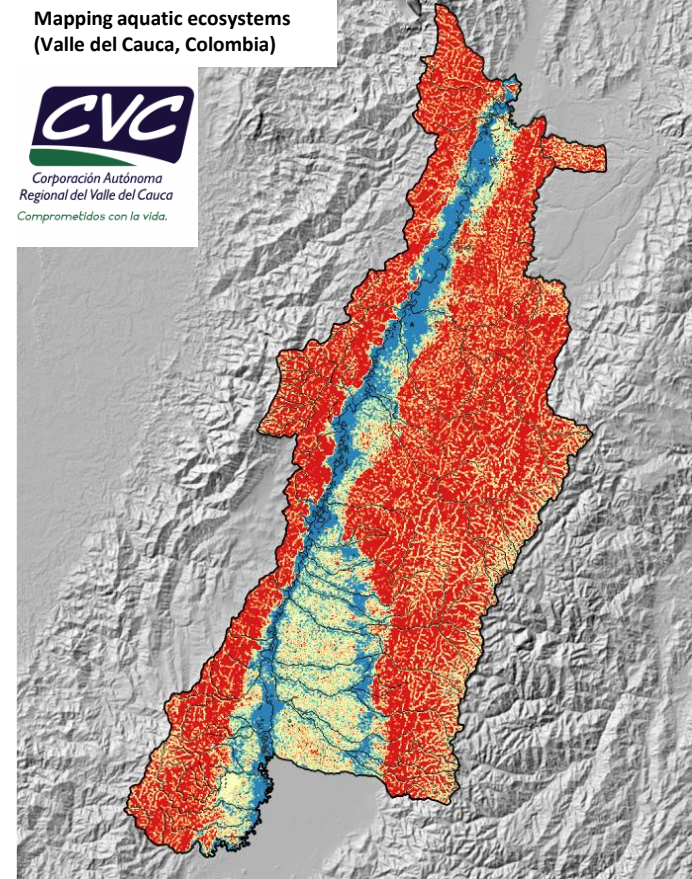 Mapping aquatic ecosystems
(Valle del Cauca, Colombia)
CVC
Corporación Autónoma
Regional del Valle del Cauca
Comprometidos con la vida.